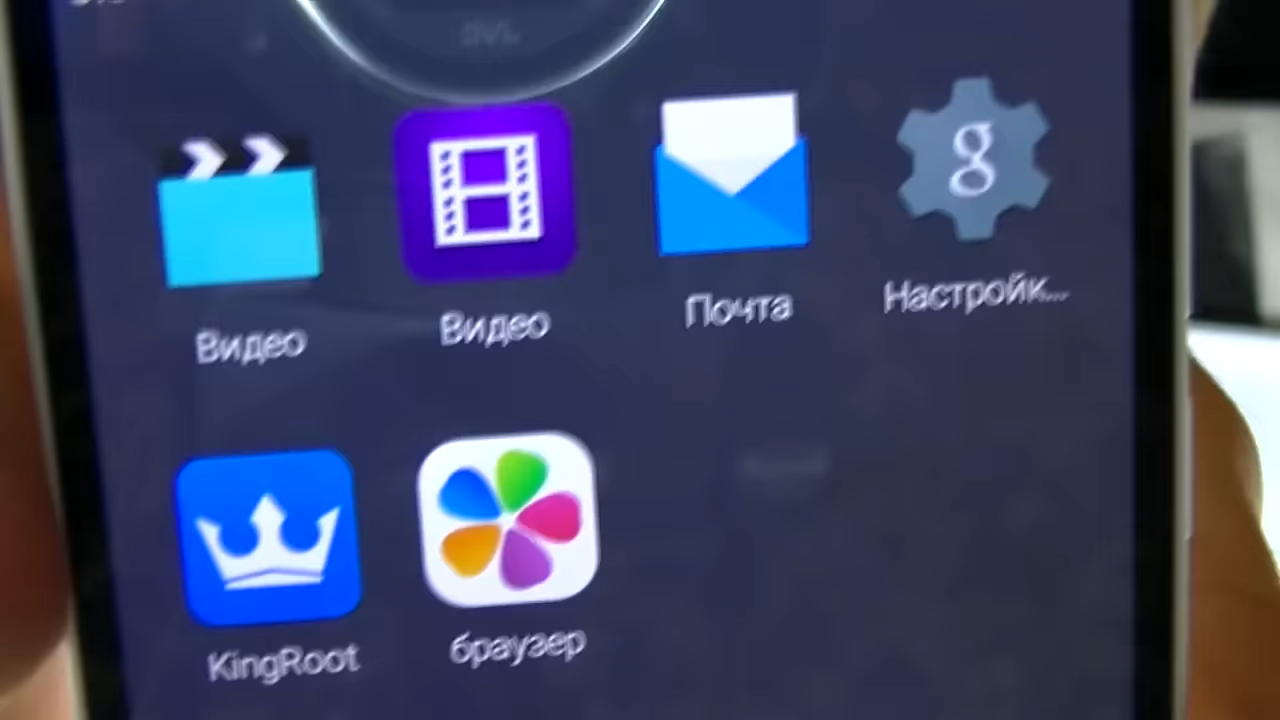 Видео
Видео
Почта
g
Настройк...
KingRoot
браузер